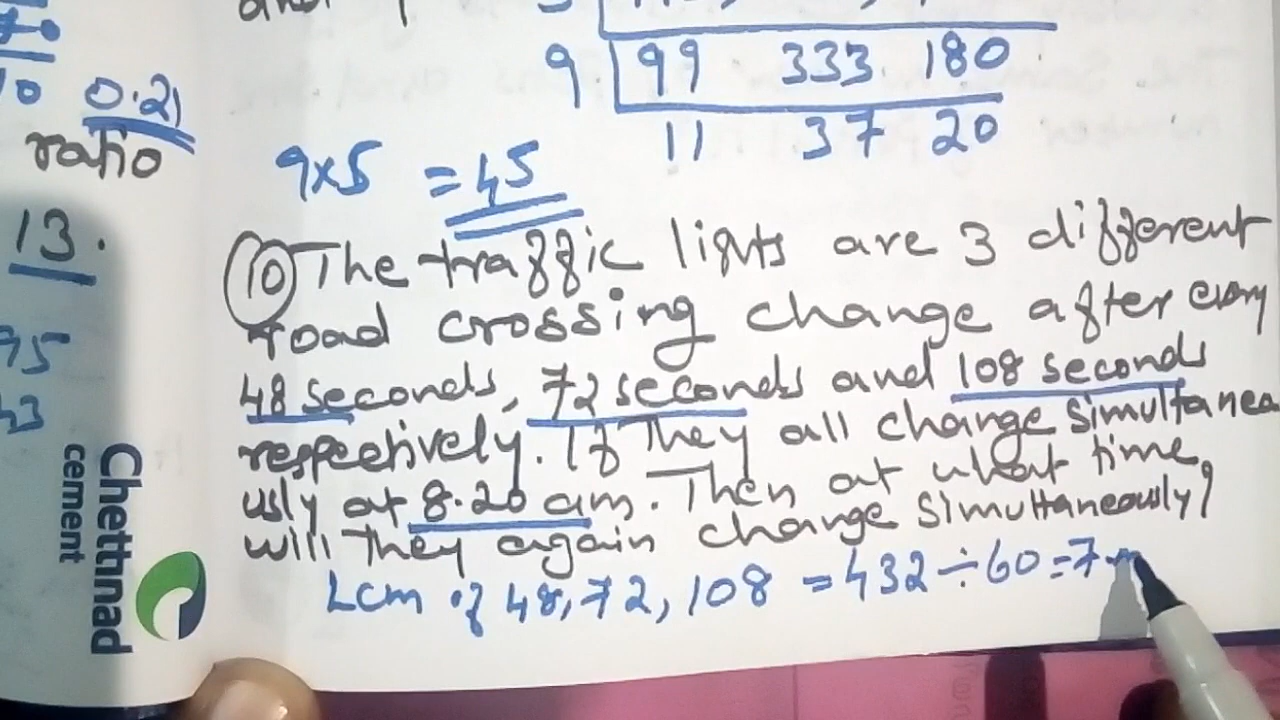 10
0.21
ratio
13.
75
43
9 99 333 180
11 37 20
9x5 = 45
10 The traffic lights are 3 different
road crossing change after every
48 seconds, 72 seconds and 108 seconds
respectively. If They all change simultanea
usly at 8.20 am. Then at what time
will They again change simultaneously?
Lcm of 48, 72, 108 = 432 ÷ 60 = 7
Chettinad
cement